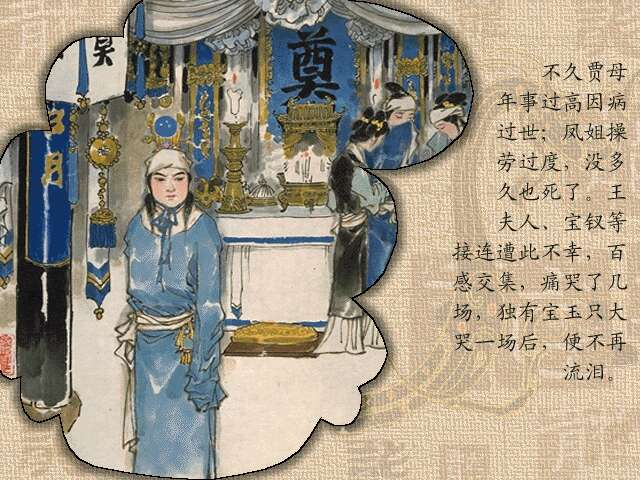 奠
不久贾母
年事过高因病
过世；凤姐操
劳过度，没多
久也死了。王
夫人、宝钗等
接连遭此不幸，百
感交集，痛哭了几
场，独有宝玉只大
哭一场后，便不再
流泪。